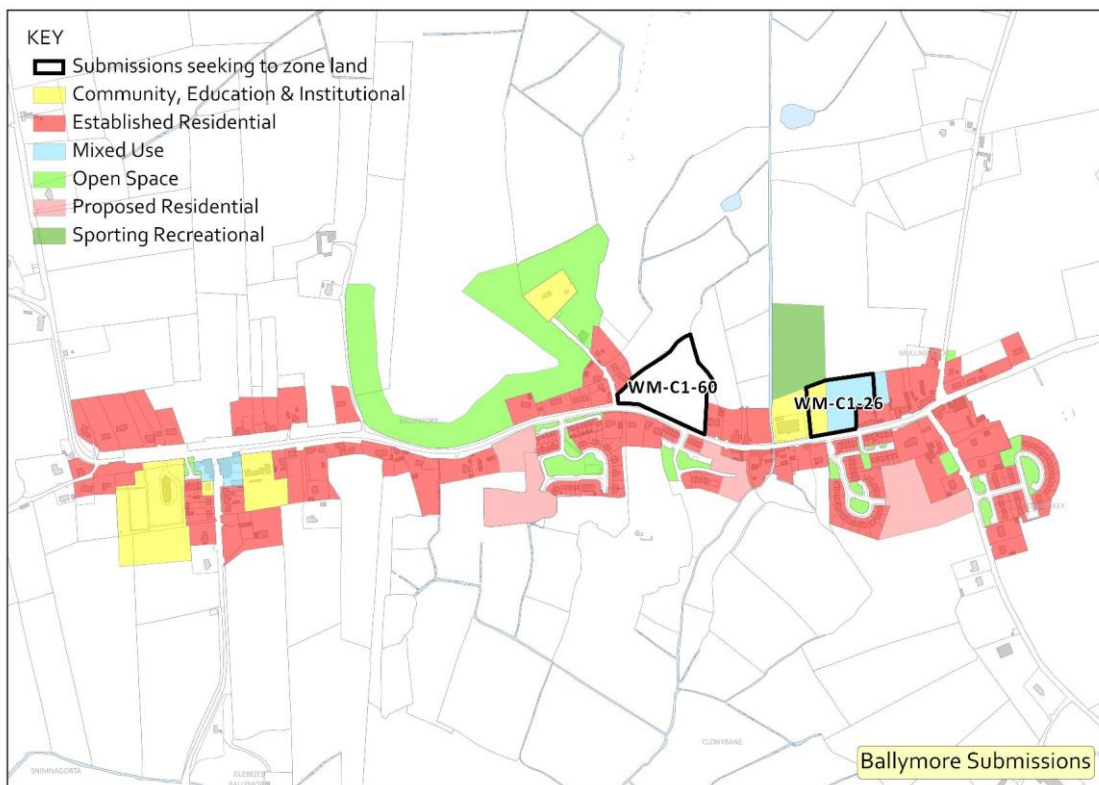 KEY
Submissions seeking to zone land
Community, Education & Institutional
Established Residential
Mixed Use
Open Space
Proposed Residential
Sporting Recreational
WM-C1-60
WM-C1-26
CLONYBANE
SNIMNAGORTA
Ballymore Submissions